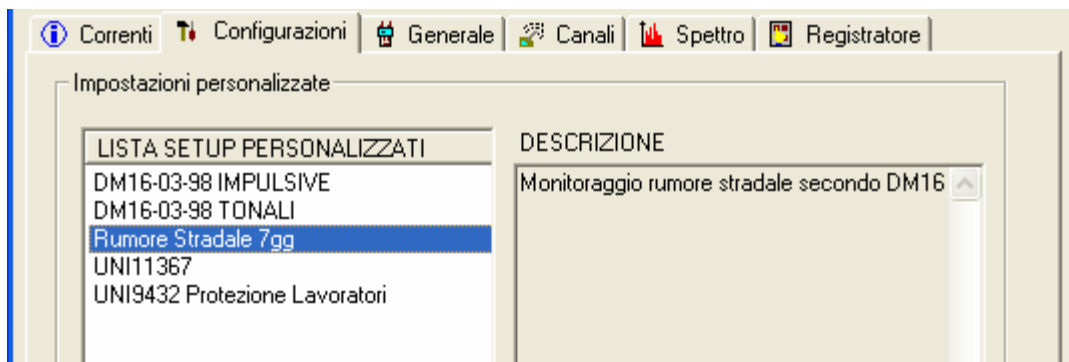 Correnti Configurazioni Generale Canali Spettro Registratore
Impostazioni personalizzate
LISTA SETUP PERSONALIZZATI
DM16-03-98 IMPULSIVE
DM16-03-98 TONALI
Rumore Stradale 7gg
UNI11367
UNI9432 Protezione Lavoratori
DESCRIZIONE
Monitoraggio rumore stradale secondo DM16